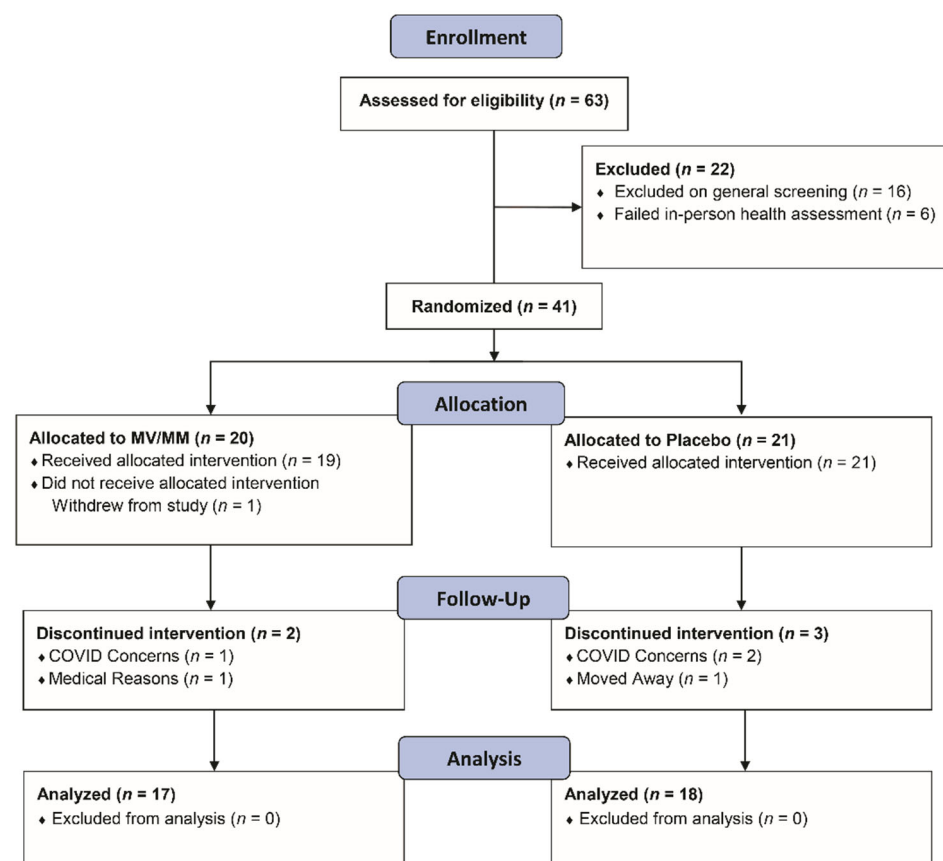 Enrollment
Assessed for eligibility (n = 63)
Excluded (n = 22)
♦ Excluded on general screening (n = 16)
♦ Failed in-person health assessment (n = 6)
Randomized (n = 41)
Allocation
Allocated to MV/MM (n = 20)
♦ Received allocated intervention (n = 19)
♦ Did not receive allocated intervention
Withdrew from study (n = 1)
Allocated to Placebo (n = 21)
♦ Received allocated intervention (n = 21)
Follow-Up
Discontinued intervention (n = 2)
♦ COVID Concerns (n = 1)
♦ Medical Reasons (n = 1)
Discontinued intervention (n = 3)
♦ COVID Concerns (n = 2)
♦ Moved Away (n = 1)
Analysis
Analyzed (n = 17)
♦ Excluded from analysis (n = 0)
Analyzed (n = 18)
♦ Excluded from analysis (n = 0)